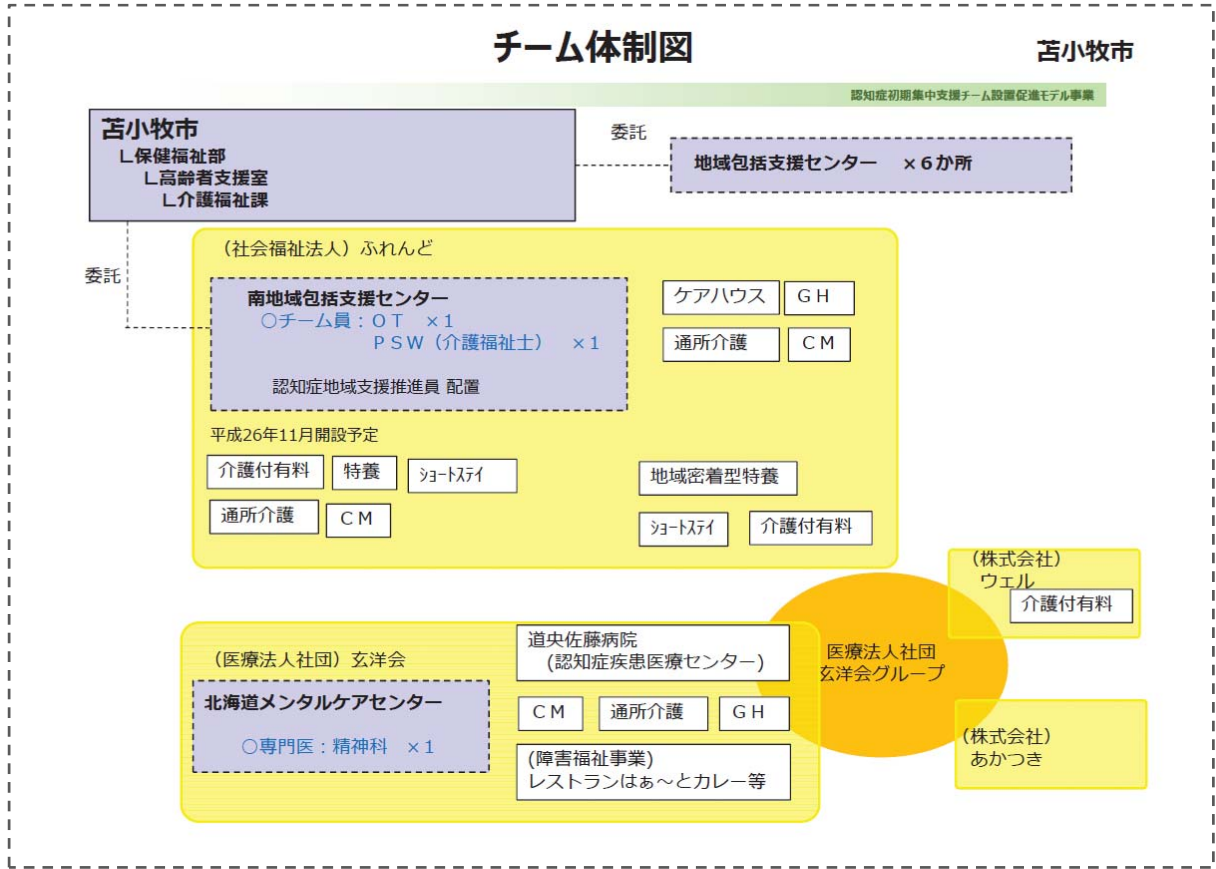 チーム体制図
苫小牧市
認知症初期集中支援チーム設置促進モデル事業
苫小牧市
┗保健福祉部
┗高齢者支援室
┗介護福祉課
委託
地域包括支援センター ×6か所
委託
(社会福祉法人)ふれんど
南地域包括支援センター
○チーム員:OT ×1
PSW(介護福祉士) ×1
認知症地域支援推進員 配置
ケアハウス
GH
通所介護
CM
平成26年11月開設予定
介護付有料
特養
ショートステイ
通所介護
CM
地域密着型特養
ショートステイ
介護付有料
(株式会社)
ウェル
介護付有料
医療法人社団
玄洋会グループ
(株式会社)
あかつき
(医療法人社団)玄洋会
北海道メンタルケアセンター
○専門医:精神科 ×1
道央佐藤病院
(認知症疾患医療センター)
CM
通所介護
GH
(障害福祉事業)
レストランはぁ~とカレー等